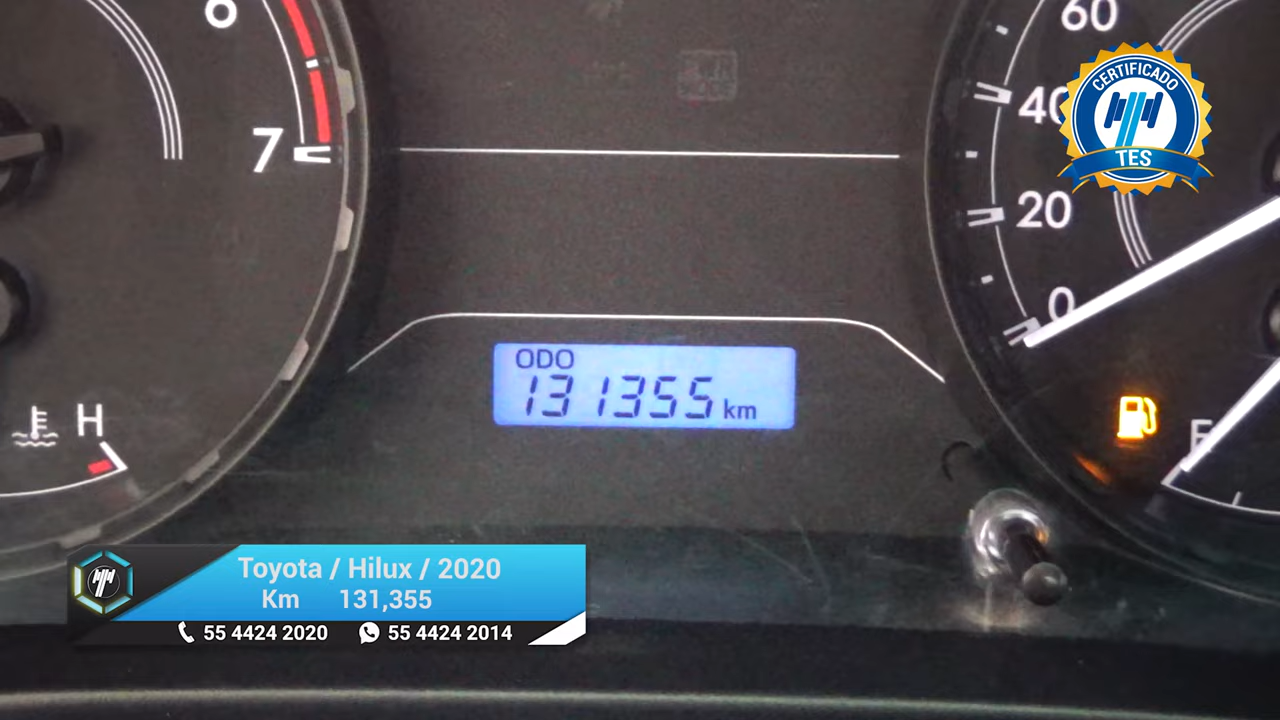 6
7
H
60
40
20
0
E
CERTIFICADO
TES
ODO
131355 km
Toyota / Hilux / 2020
Km 131,355
55 4424 2020 55 4424 2014